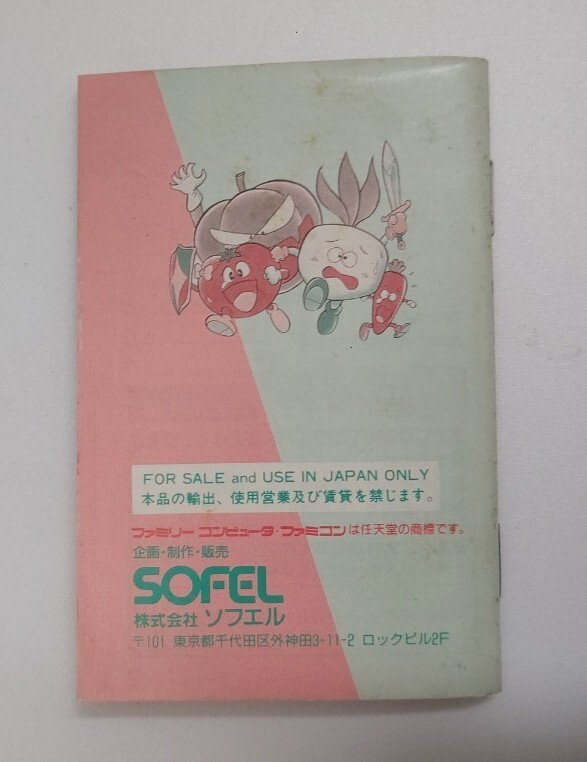 FOR SALE and USE IN JAPAN ONLY
本品の輸出、使用営業及び賃貸を禁じます。
ファミリー コンピュータ・ファミコンは任天堂の商標です。
企画・制作・販売
SOFEL
株式会社 ソフエル
〒101 東京都千代田区外神田3-11-2 ロックビル2F